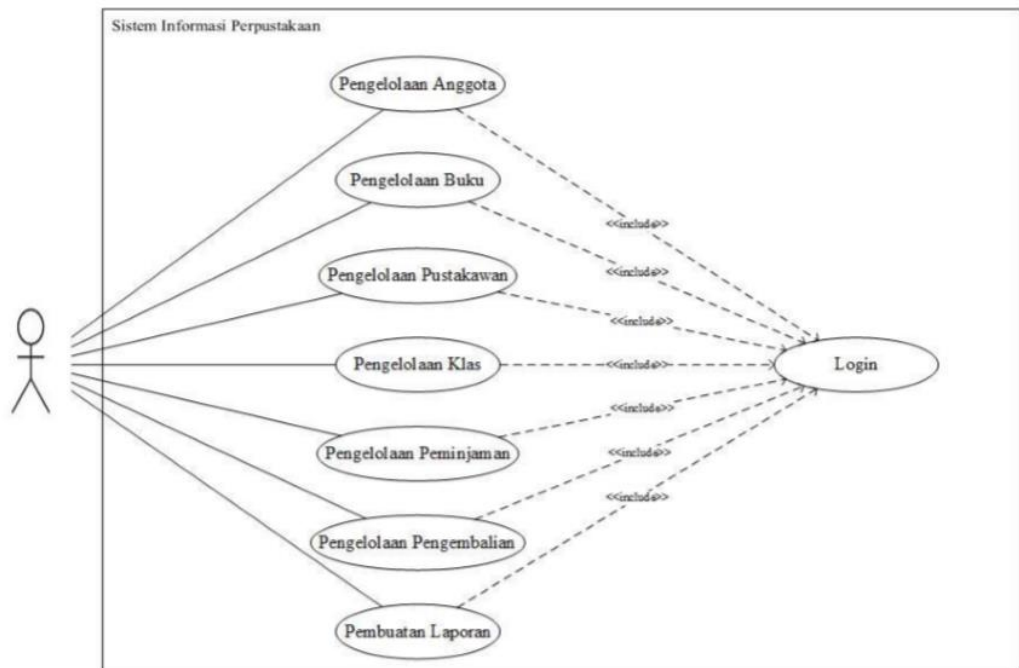 Sistem Informasi Perpustakaan
Pengelolaan Anggota
Pengelolaan Buku
<<include>>
<<include>>
Pengelolaan Pustakawan
<<include>>
Pengelolaan Klas
<<include>>
Login
<<include>>
Pengelolaan Peminjaman
<<include>>
<<include>>
Pengelolaan Pengembalian
Pembuatan Laporan